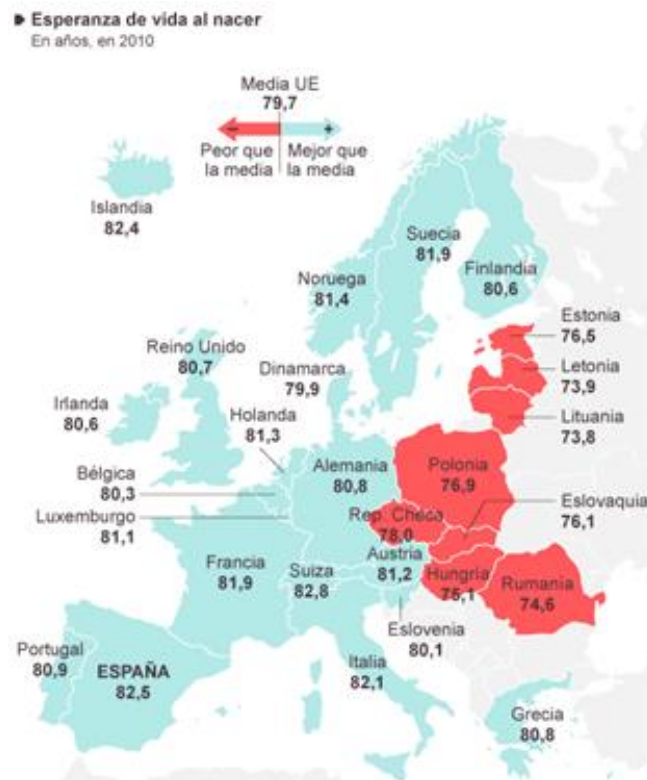 Esperanza de vida al nacer
En años, en 2010
Media UE
79,7
− +
Peor que Mejor que
la media la media
Islandia
82,4
Suecia
81,9
Finlandia
80,6
Noruega
81,4
Estonia
76,5
Reino Unido
80,7
Letonia
73,9
Dinamarca
79,9
Irlanda
80,6
Holanda
81,3
Lituania
73,8
Alemania
80,8
Polonia
76,9
Bélgica
80,3
Eslovaquia
76,1
Luxemburgo
81,1
Rep. Checa
78,0
Francia
81,9
Suiza
82,8
Austria
81,2
Hungría
75,1
Rumanía
74,6
Eslovenia
80,1
Portugal
80,9
ESPAÑA
82,5
Italia
82,1
Grecia
80,8